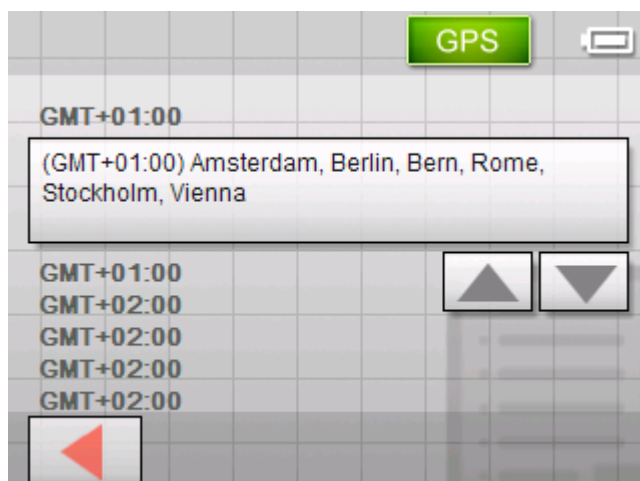 GPS
GMT+01:00
(GMT+01:00) Amsterdam, Berlin, Bern, Rome,
Stockholm, Vienna
GMT+01:00
GMT+02:00
GMT+02:00
GMT+02:00
GMT+02:00